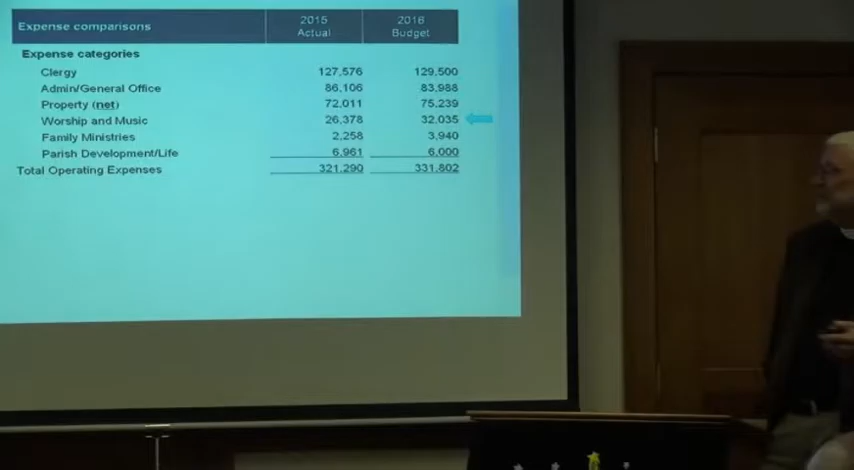 Expense comparisons 2015 Actual 2016 Budget
Expense categories
Clergy 127,576 129,500
Admin/General Office 86,106 83,988
Property (net) 72,011 75,239
Worship and Music 26,378 32,035
Family Ministries 2,258 3,940
Parish Development/Life 6,961 6,000
Total Operating Expenses 321,290 331,802